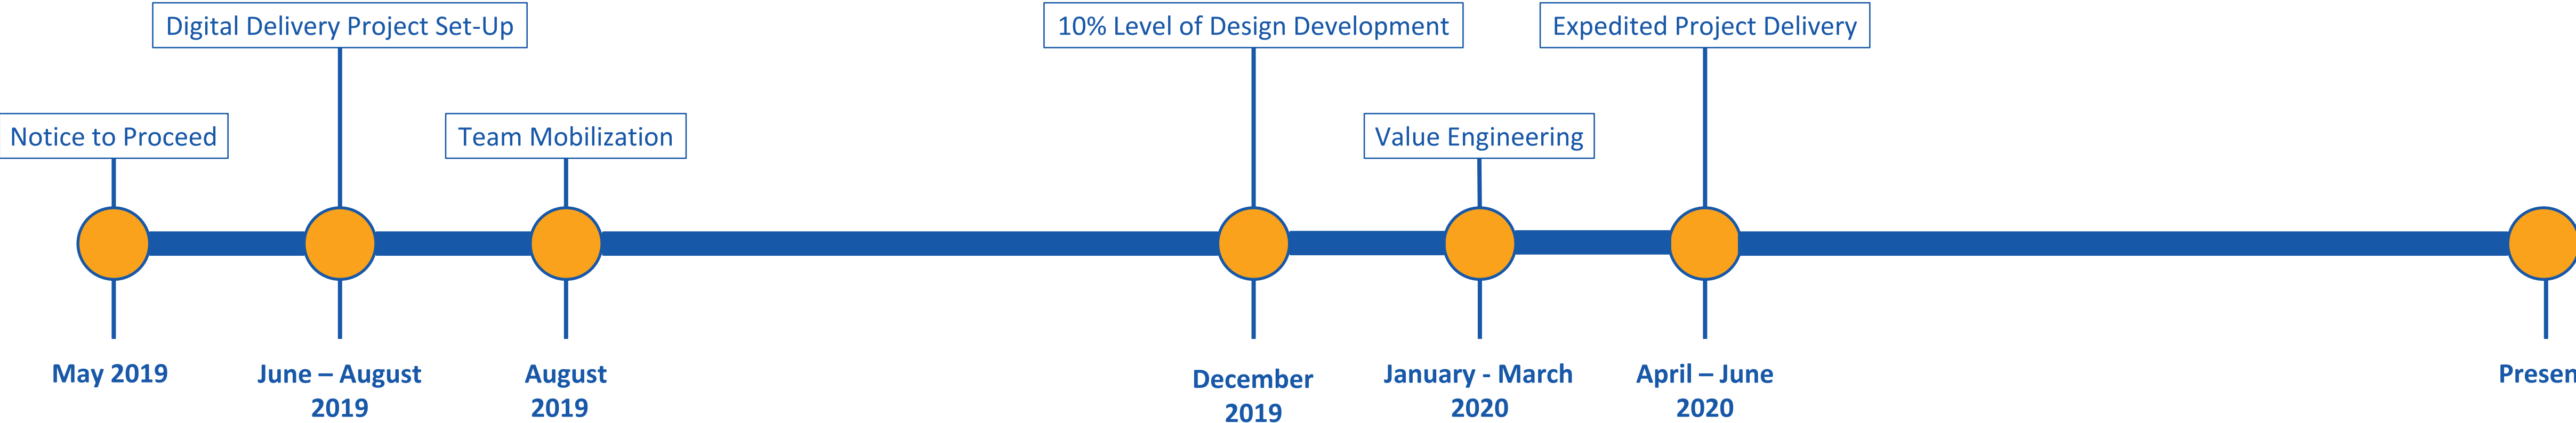 Digital Delivery Project Set-Up
10% Level of Design Development
Expedited Project Delivery
Notice to Proceed
Team Mobilization
Value Engineering
May 2019
June – August
2019
August
2019
December
2019
January - March
2020
April – June
2020
Presen